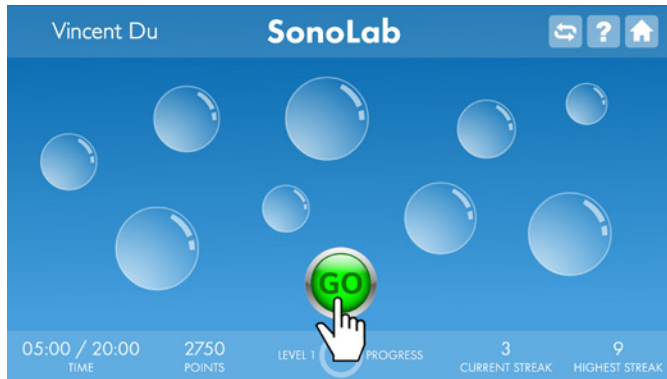 Vincent Du
SonoLab
?
GO
05:00 / 20:00
TIME
2750
POINTS
LEVEL 1
PROGRESS
3
CURRENT STREAK
9
HIGHEST STREAK